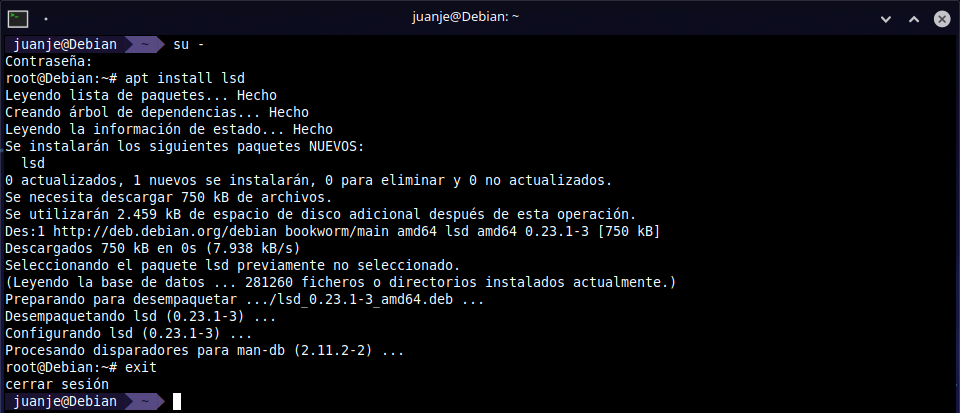 juanje@Debian: ~
juanje@Debian ~ su -
Contraseña:
root@Debian:~# apt install lsd
Leyendo lista de paquetes... Hecho
Creando árbol de dependencias... Hecho
Leyendo la información de estado... Hecho
Se instalarán los siguientes paquetes NUEVOS:
  lsd
0 actualizados, 1 nuevos se instalarán, 0 para eliminar y 0 no actualizados.
Se necesita descargar 750 kB de archivos.
Se utilizarán 2.459 kB de espacio de disco adicional después de esta operación.
Des:1 http://deb.debian.org/debian bookworm/main amd64 lsd amd64 0.23.1-3 [750 kB]
Descargados 750 kB en 0s (7.938 kB/s)
Seleccionando el paquete lsd previamente no seleccionado.
(Leyendo la base de datos ... 281260 ficheros o directorios instalados actualmente.)
Preparando para desempaquetar .../lsd_0.23.1-3_amd64.deb ...
Desempaquetando lsd (0.23.1-3) ...
Configurando lsd (0.23.1-3) ...
Procesando disparadores para man-db (2.11.2-2) ...
root@Debian:~# exit
cerrar sesión
juanje@Debian ~